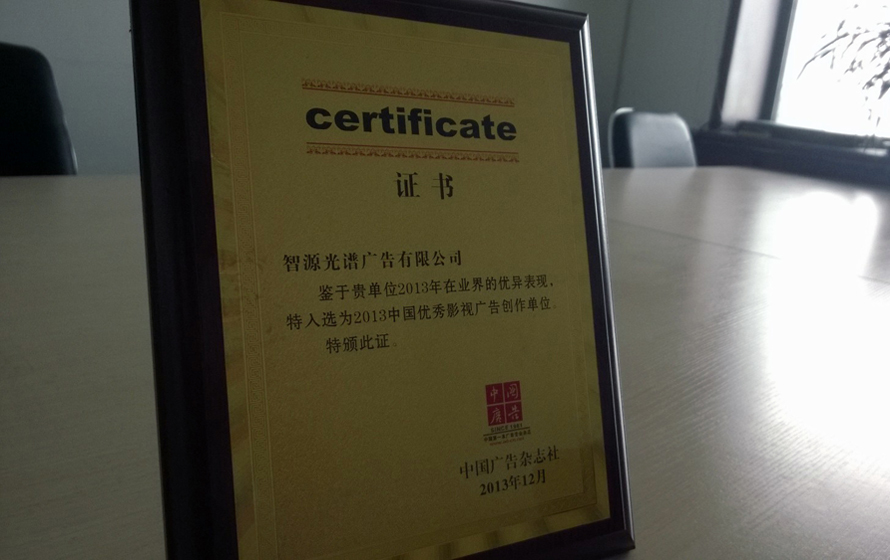 certificate
证书
智源光谱广告有限公司
鉴于贵单位2013年在业界的优异表现，
特入选为2013中国优秀影视广告创作单位。
特颁此证。
中国
广告
SINCE 1981
中国广告杂志社
2013年12月